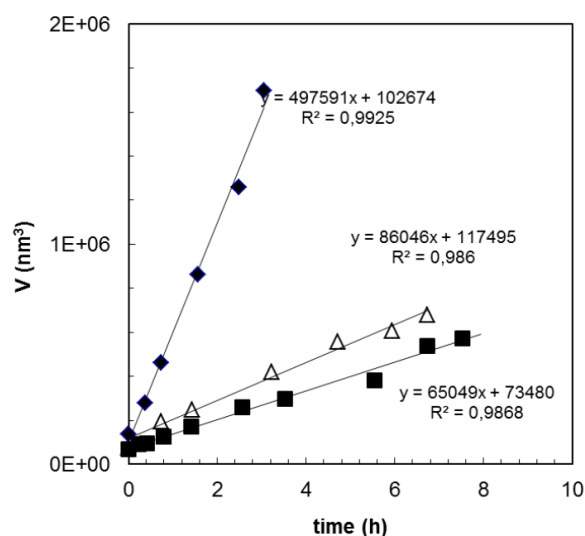 2E+06
y = 497591x + 102674
R² = 0,9925
V (nm³)
1E+06
y = 86046x + 117495
R² = 0,986
y = 65049x + 73480
R² = 0,9868
0E+00
0 2 4 6 8 10
time (h)